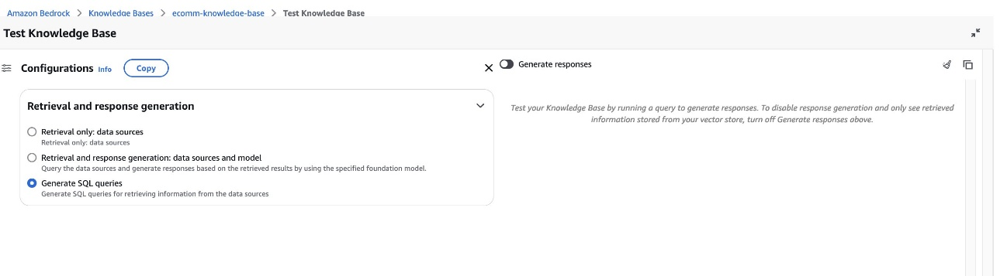 Amazon Bedrock > Knowledge Bases > ecomm-knowledge-base > Test Knowledge Base
Test Knowledge Base
Configurations Info Copy
Retrieval and response generation
Retrieval only: data sources
Retrieval only: data sources
Retrieval and response generation: data sources and model
Query the data sources and generate responses based on the retrieved results by using the specified foundation model.
Generate SQL queries
Generate SQL queries for retrieving information from the data sources
Generate responses
Test your Knowledge Base by running a query to generate responses. To disable response generation and only see retrieved
information stored from your vector store, turn off Generate responses above.